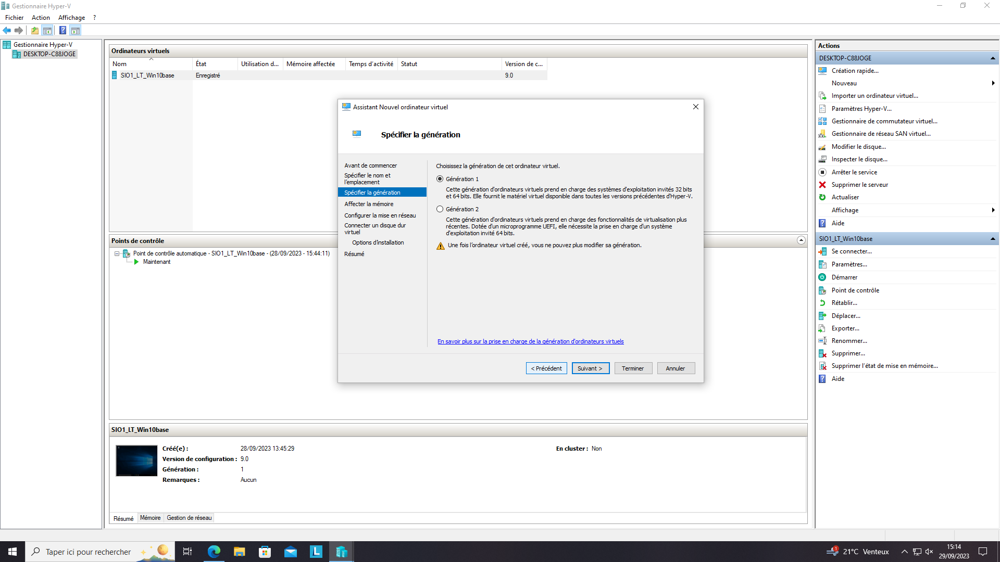 Gestionnaire Hyper-V
Fichier Action Affichage ?
Gestionnaire Hyper-V
DESKTOP-C88JOGE
Ordinateurs virtuels
Nom État Utilisation d... Mémoire affectée Temps d'activité Statut Version de c...
SIO1_LT_Win10base Enregistré 9.0
Points de contrôle
Point de contrôle automatique - SIO1_LT_Win10base - (28/09/2023 - 15:44:11)
Maintenant
SIO1_LT_Win10base
Créé(e) : 28/09/2023 13:45:29 En cluster : Non
Version de configuration : 9.0
Génération : 1
Remarques : Aucun
Résumé Mémoire Gestion de réseau
Assistant Nouvel ordinateur virtuel
Spécifier la génération
Avant de commencer
Spécifier le nom et
l'emplacement
Spécifier la génération
Affecter la mémoire
Configurer la mise en réseau
Connecter un disque dur
virtuel
Options d'installation
Résumé
Choisissez la génération de cet ordinateur virtuel.
Génération 1
Cette génération d'ordinateurs virtuels prend en charge des systèmes d'exploitation invités 32 bits
et 64 bits. Elle fournit le matériel virtuel disponible dans toutes les versions précédentes d'Hyper-V.
Génération 2
Cette génération d'ordinateurs virtuels prend en charge des fonctionnalités de virtualisation plus
récentes. Dotée d'un microprogramme UEFI, elle nécessite la prise en charge d'un système
d'exploitation invité 64 bits.
Une fois l'ordinateur virtuel créé, vous ne pouvez plus modifier sa génération.
En savoir plus sur la prise en charge de la génération d'ordinateurs virtuels
< Précédent Suivant > Terminer Annuler
Actions
DESKTOP-C88JOGE
Création rapide...
Nouveau
Importer un ordinateur virtuel...
Paramètres Hyper-V...
Gestionnaire de commutateur virtuel...
Gestionnaire de réseau SAN virtuel...
Modifier le disque...
Inspecter le disque...
Arrêter le service
Supprimer le serveur
Actualiser
Affichage
Aide
SIO1_LT_Win10base
Se connecter...
Paramètres...
Démarrer
Point de contrôle
Rétablir...
Déplacer...
Exporter...
Renommer...
Supprimer...
Supprimer l'état de mise en mémoire...
Aide
Taper ici pour rechercher
L
1
21°C Venteux
15:14
29/09/2023